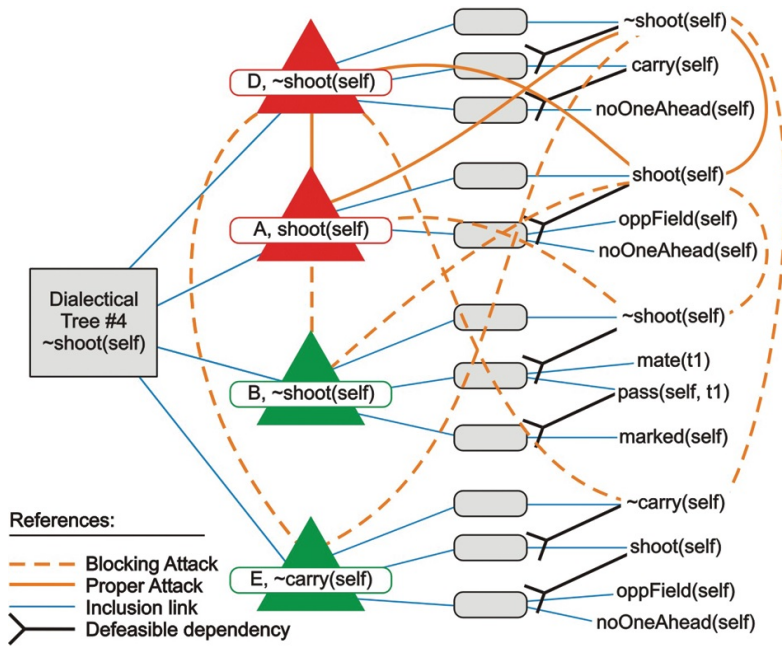 ~shoot(self)
D, ~shoot(self)
carry(self)
noOneAhead(self)
shoot(self)
A, shoot(self)
oppField(self)
noOneAhead(self)
Dialectical
Tree #4
~shoot(self)
~shoot(self)
mate(t1)
B, ~shoot(self)
pass(self, t1)
marked(self)
~carry(self)
shoot(self)
E, ~carry(self)
oppField(self)
noOneAhead(self)
References:
Blocking Attack
Proper Attack
Inclusion link
Defeasible dependency